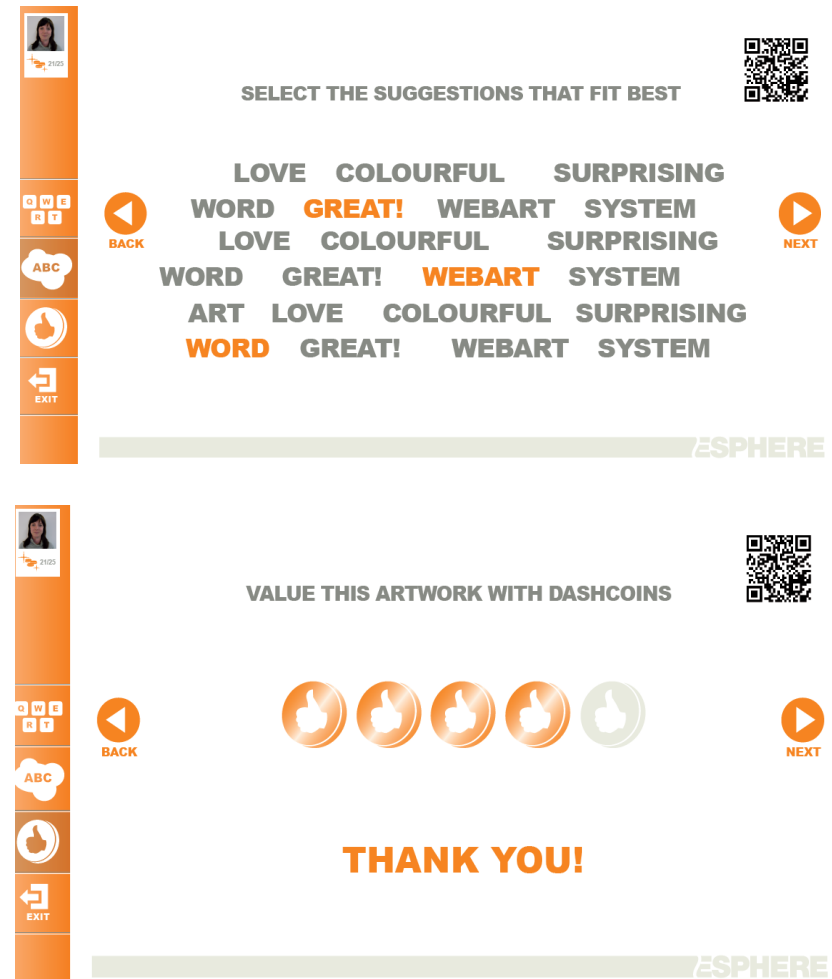 21/25
SELECT THE SUGGESTIONS THAT FIT BEST
LOVE COLOURFUL SURPRISING
WORD GREAT! WEBART SYSTEM
LOVE COLOURFUL SURPRISING
WORD GREAT! WEBART SYSTEM
ART LOVE COLOURFUL SURPRISING
WORD GREAT! WEBART SYSTEM
Q W E
R T
BACK
NEXT
ABC
EXIT
ESPHERE
21/25
VALUE THIS ARTWORK WITH DASHCOINS
Q W E
R T
BACK
NEXT
ABC
THANK YOU!
EXIT
ESPHERE